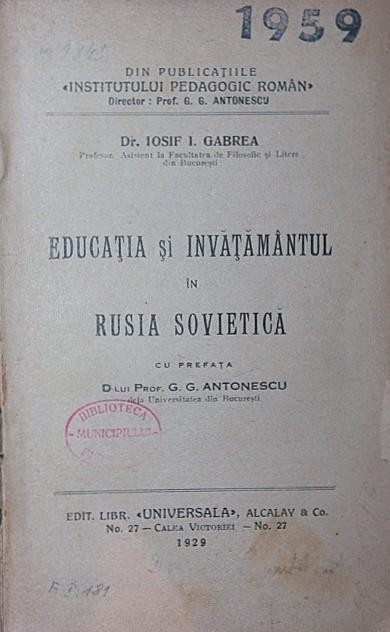 1959
DIN PUBLICAȚIILE
«INSTITUTULUI PEDAGOGIC ROMÂN»
Director : Prof. G. G. ANTONESCU
Dr. IOSIF I. GABREA
Profesor, Asistent la Facultatea de Filosofie și Litere
din București
EDUCAȚIA și INVĂȚĂMÂNTUL
ÎN
RUSIA SOVIETICĂ
CU PREFAȚA
D-LUI PROF. G. G. ANTONESCU
dela Universitatea din București
BIBLIOTECA
- MUNICIPIULUI -
EDIT. LIBR. «UNIVERSALA», ALCALAY & Co.
No. 27 — CALEA VICTORIEI — No. 27
1929